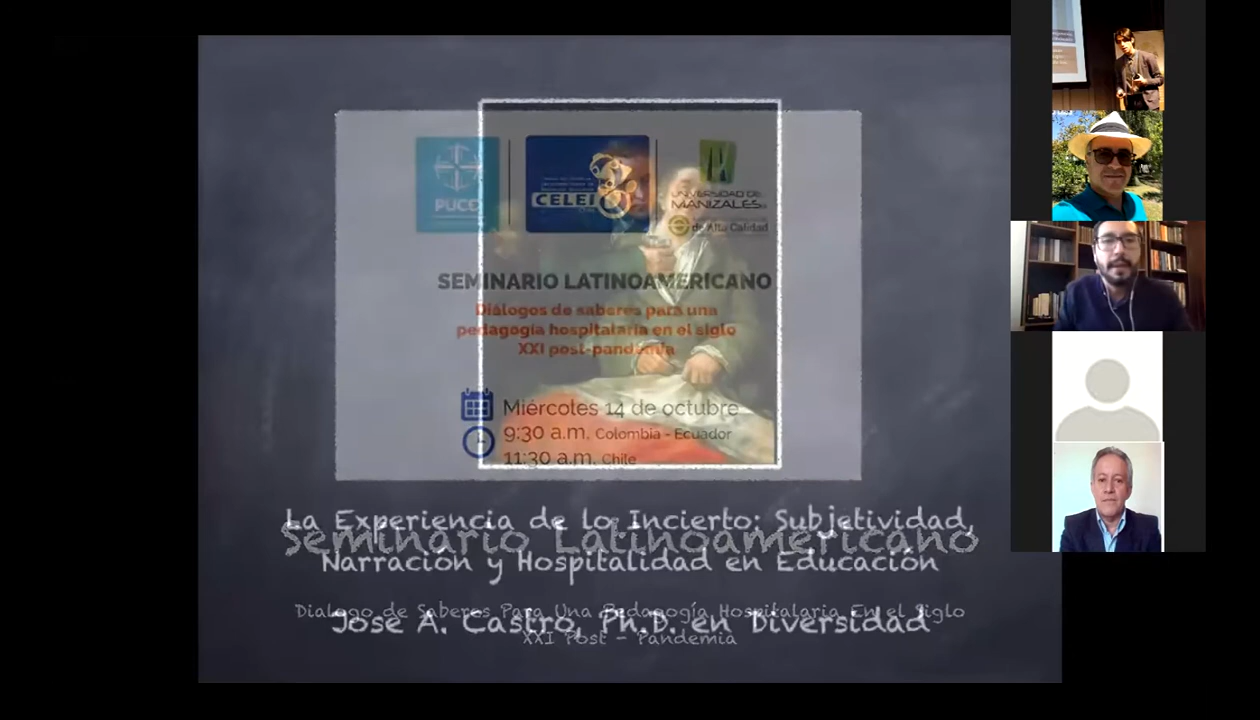 PUCE
CELEI
UNIVERSIDAD DE
MANIZALES
de Alta Calidad
SEMINARIO LATINOAMERICANO
Diálogos de saberes para una
pedagogía hospitalaria en el siglo
XXI post-pandemia
Miércoles 14 de octubre
9:30 a.m. Colombia - Ecuador
11:30 a.m. Chile
La Experiencia de lo Incierto: Subjetividad,
Seminario Latinoamericano
Narración y Hospitalidad en Educación
Dialogo de Saberes Para Una Pedagogía Hospitalaria En el Siglo
Jose A. Castro, Ph.D. en Diversidad
XXI Post - Pandemia